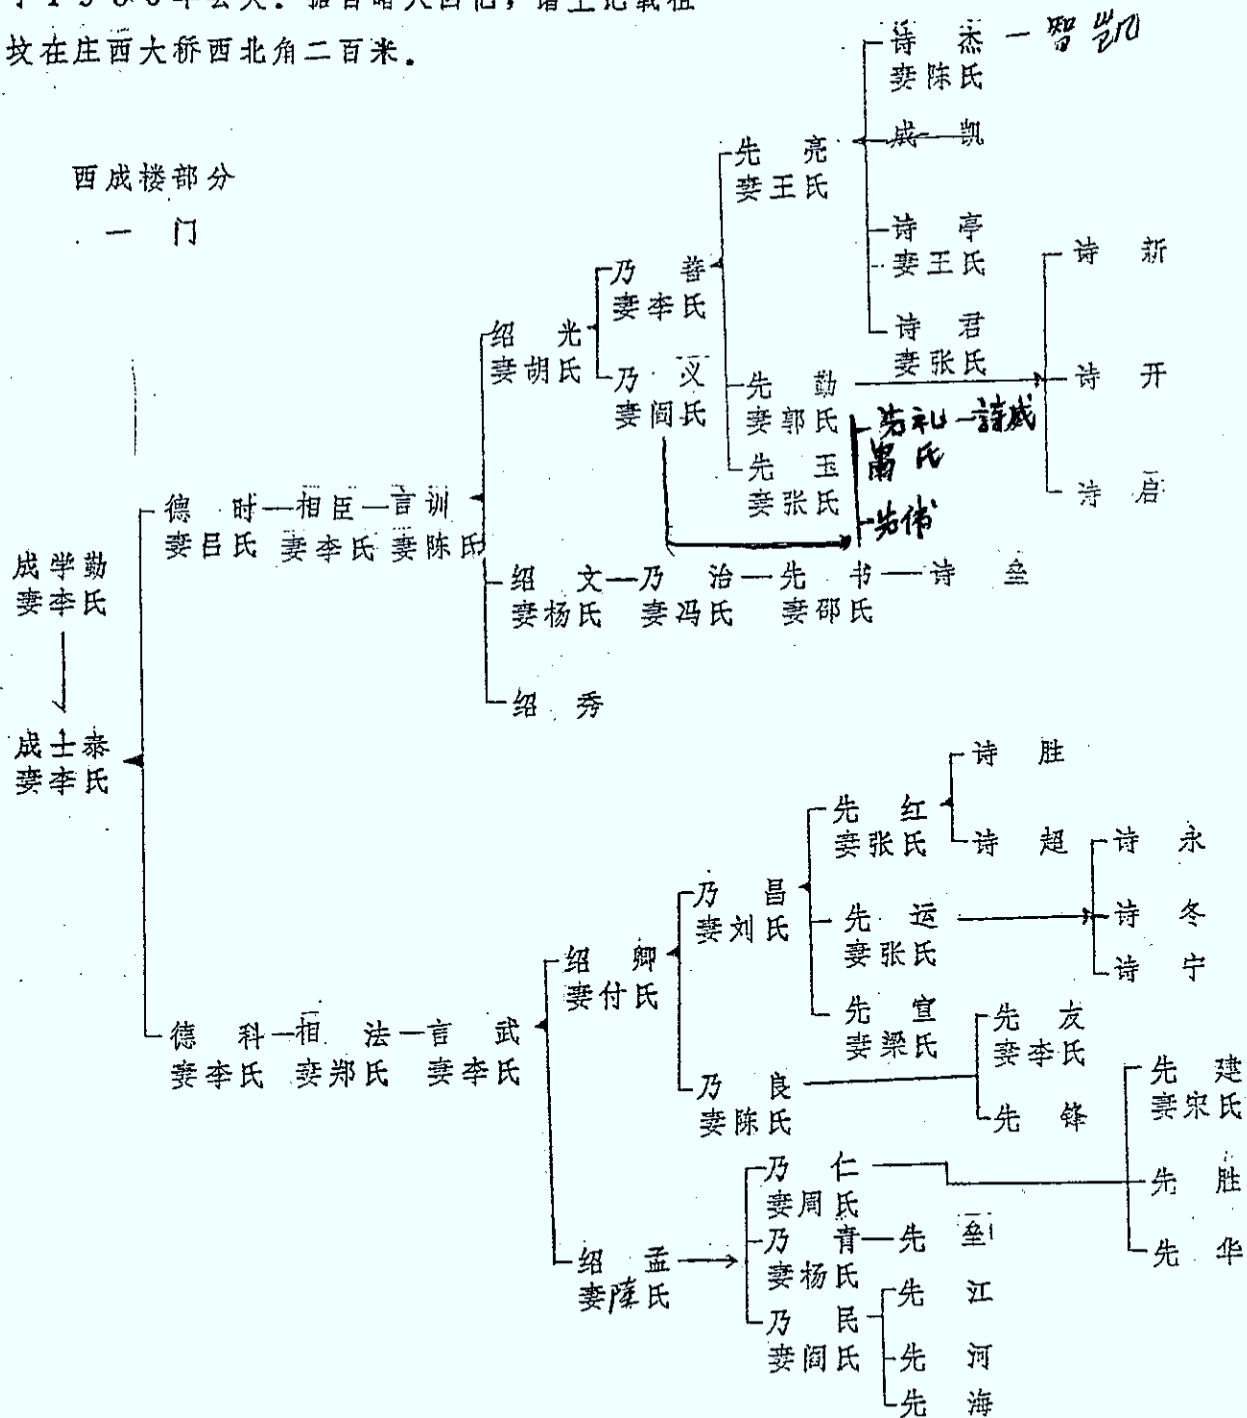 坟在庄西大桥西北角二百米.
西成楼部分
一 门
成学勤
妻李氏
成士泰
妻李氏
德 时—相臣—言训
妻吕氏 妻李氏 妻陈氏
绍 光
妻胡氏
乃 善
妻李氏
先 亮
妻王氏
诗 杰 — 智凯
妻陈氏
成 凯
诗 亭
妻王氏
诗 君
妻张氏
先 勤
妻郭氏
诗 新
诗 开
诗 启
先 玉
妻张氏
乃 义
妻阎氏
先礼—詩威
氏
先伟
绍 文—乃 治—先 书—诗 垒
妻杨氏 妻冯氏 妻邵氏
绍 秀
德 科—相 法—言 武
妻李氏 妻郑氏 妻李氏
绍 卿
妻付氏
乃 昌
妻刘氏
先 红
妻张氏
诗 胜
诗 超
先 运
妻张氏
诗 永
诗 冬
诗 宁
先 宣
妻梁氏
乃 良
妻陈氏
先 友
妻李氏
先 锋
绍 孟
妻陈氏
乃 仁
妻周氏
先 建
妻宋氏
先 胜
先 华
乃 青—先 垒
妻杨氏
乃 民
妻阎氏
先 江
先 河
先 海